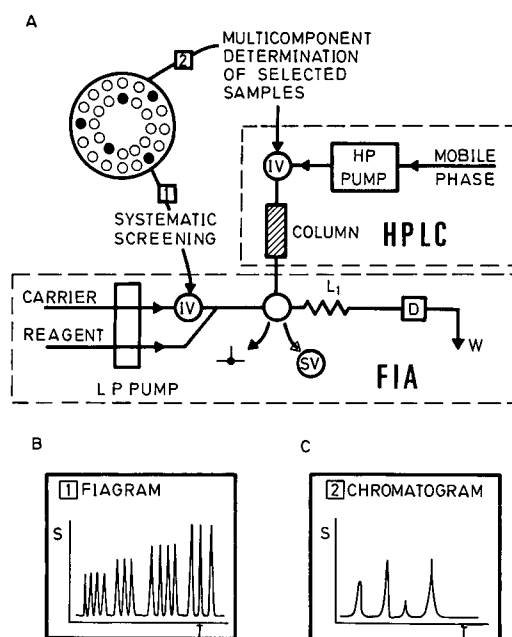 A
2
MULTICOMPONENT
DETERMINATION
OF SELECTED
SAMPLES
IV
HP
PUMP
MOBILE
PHASE
1
SYSTEMATIC
SCREENING
COLUMN
HPLC
CARRIER
IV
L1
D
REAGENT
W
SV
L P PUMP
FIA
B
1 FIAGRAM
S
T
C
2 CHROMATOGRAM
S
T